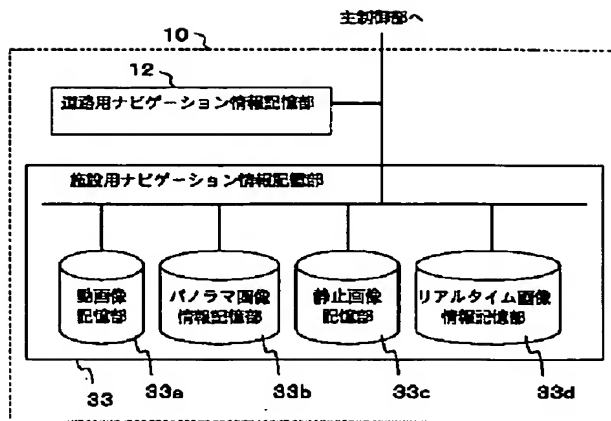 主制御部へ
10
12
道路用ナビゲーション情報記憶部
施設用ナビゲーション情報記憶部
動画像
記憶部
パノラマ画像
情報記憶部
静止画像
記憶部
リアルタイム画像
情報記憶部
33
33a
33b
33c
33d